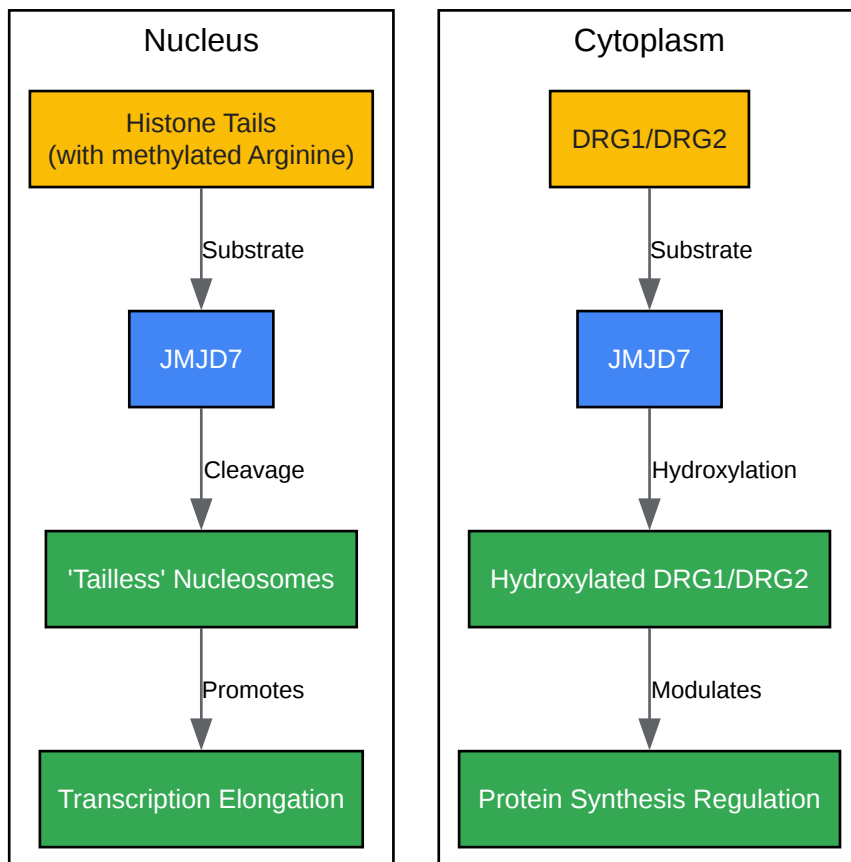 Nucleus
Histone Tails
(with methylated Arginine)
Substrate
JMJD7
Cleavage
'Tailless' Nucleosomes
Promotes
Transcription Elongation
Cytoplasm
DRG1/DRG2
Substrate
JMJD7
Hydroxylation
Hydroxylated DRG1/DRG2
Modulates
Protein Synthesis Regulation